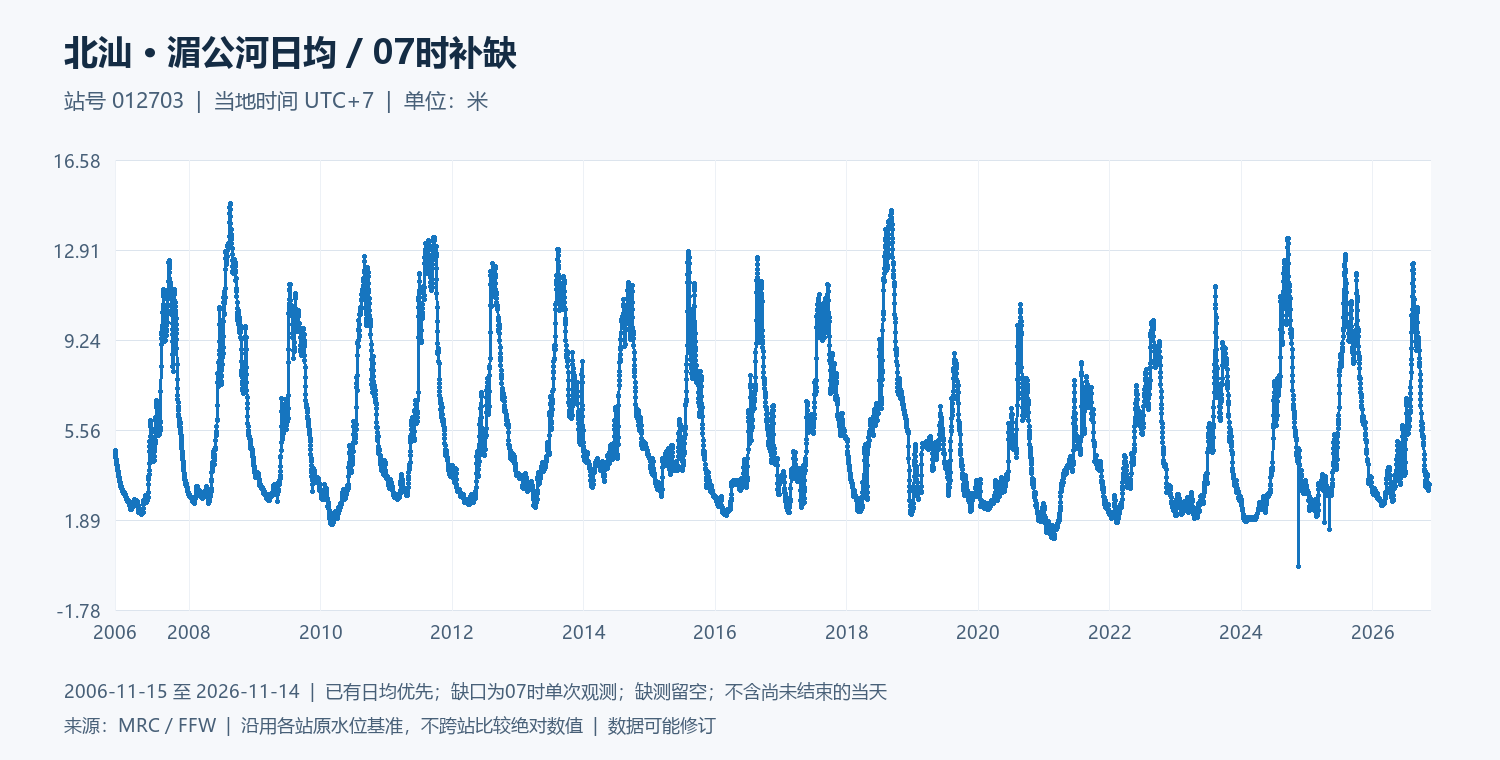 北汕・湄公河日均 / 07时补缺
站号 012703 | 当地时间 UTC+7 | 单位：米
16.58
12.91
9.24
5.56
1.89
-1.78
2006 2008 2010 2012 2014 2016 2018 2020 2022 2024 2026
2006-11-15 至 2026-11-14 | 已有日均优先；缺口为07时单次观测；缺测留空；不含尚未结束的当天
来源：MRC / FFW | 沿用各站原水位基准，不跨站比较绝对数值 | 数据可能修订